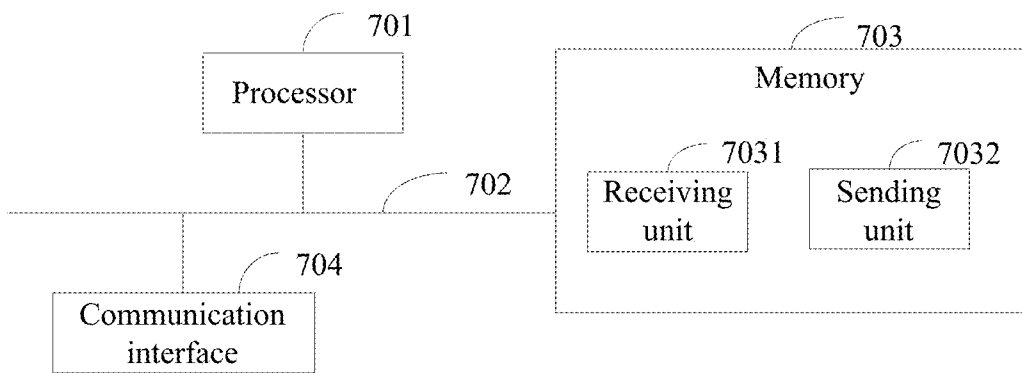 701
703
Processor
Memory
7031
7032
702
Receiving
unit
Sending
unit
704
Communication
interface